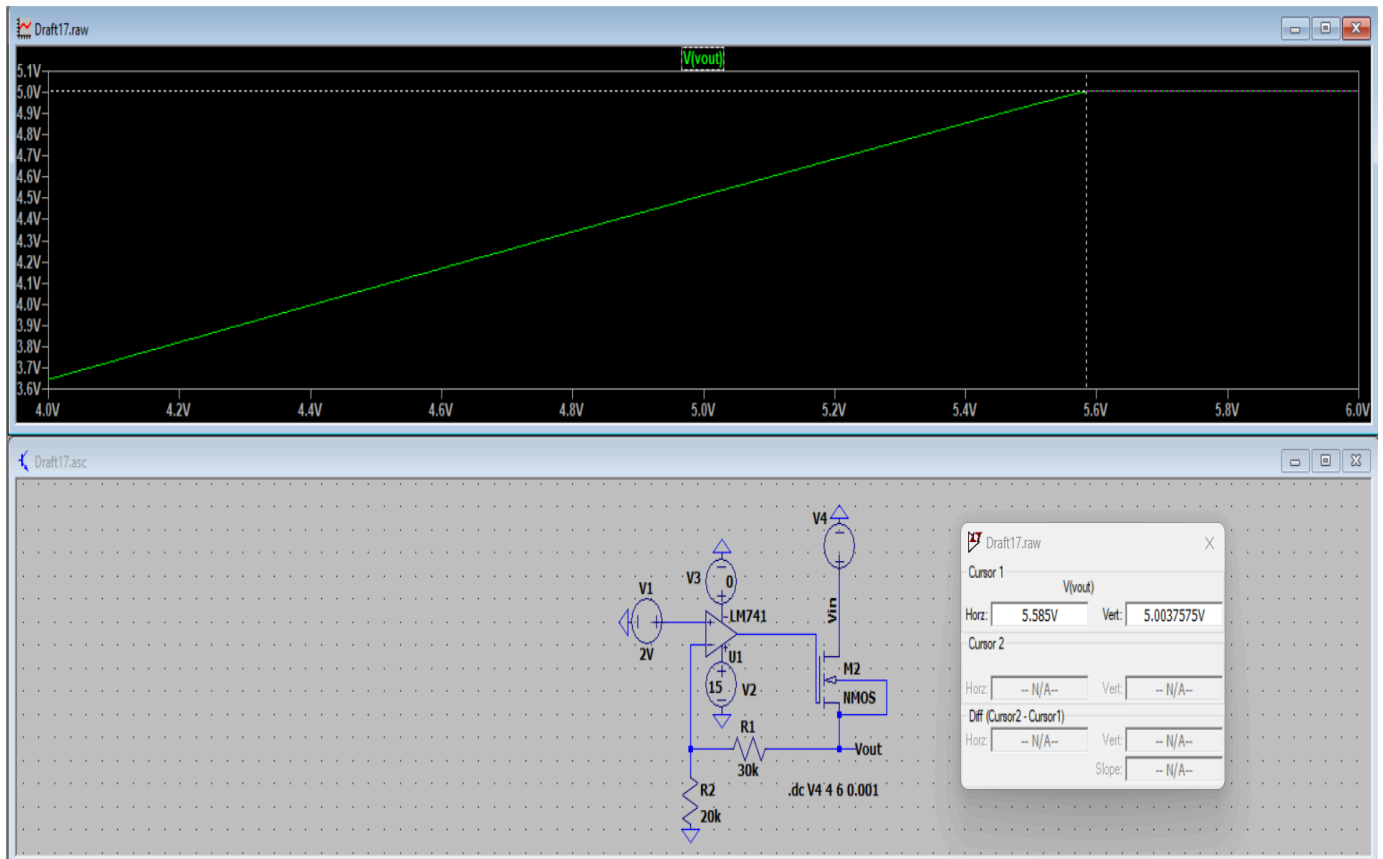 Draft17.raw
V(vout)
5.1V
5.0V
4.9V
4.8V
4.7V
4.6V
4.5V
4.4V
4.3V
4.2V
4.1V
4.0V
3.9V
3.8V
3.7V
3.6V
4.0V 4.2V 4.4V 4.6V 4.8V 5.0V 5.2V 5.4V 5.6V 5.8V 6.0V
Draft17.asc
V4
V3 0
V1
LM741
Vin
2V
U1
M2
15 V2
NMOS
R1
Vout
30k
R2
.dc V4 4 6 0.001
20k
Draft17.raw
Cursor 1
V(vout)
Horz: 5.585V Vert: 5.0037575V
Cursor 2
Horz: -- N/A-- Vert: -- N/A--
Diff (Cursor2 - Cursor1)
Horz: -- N/A-- Vert: -- N/A--
Slope: -- N/A--